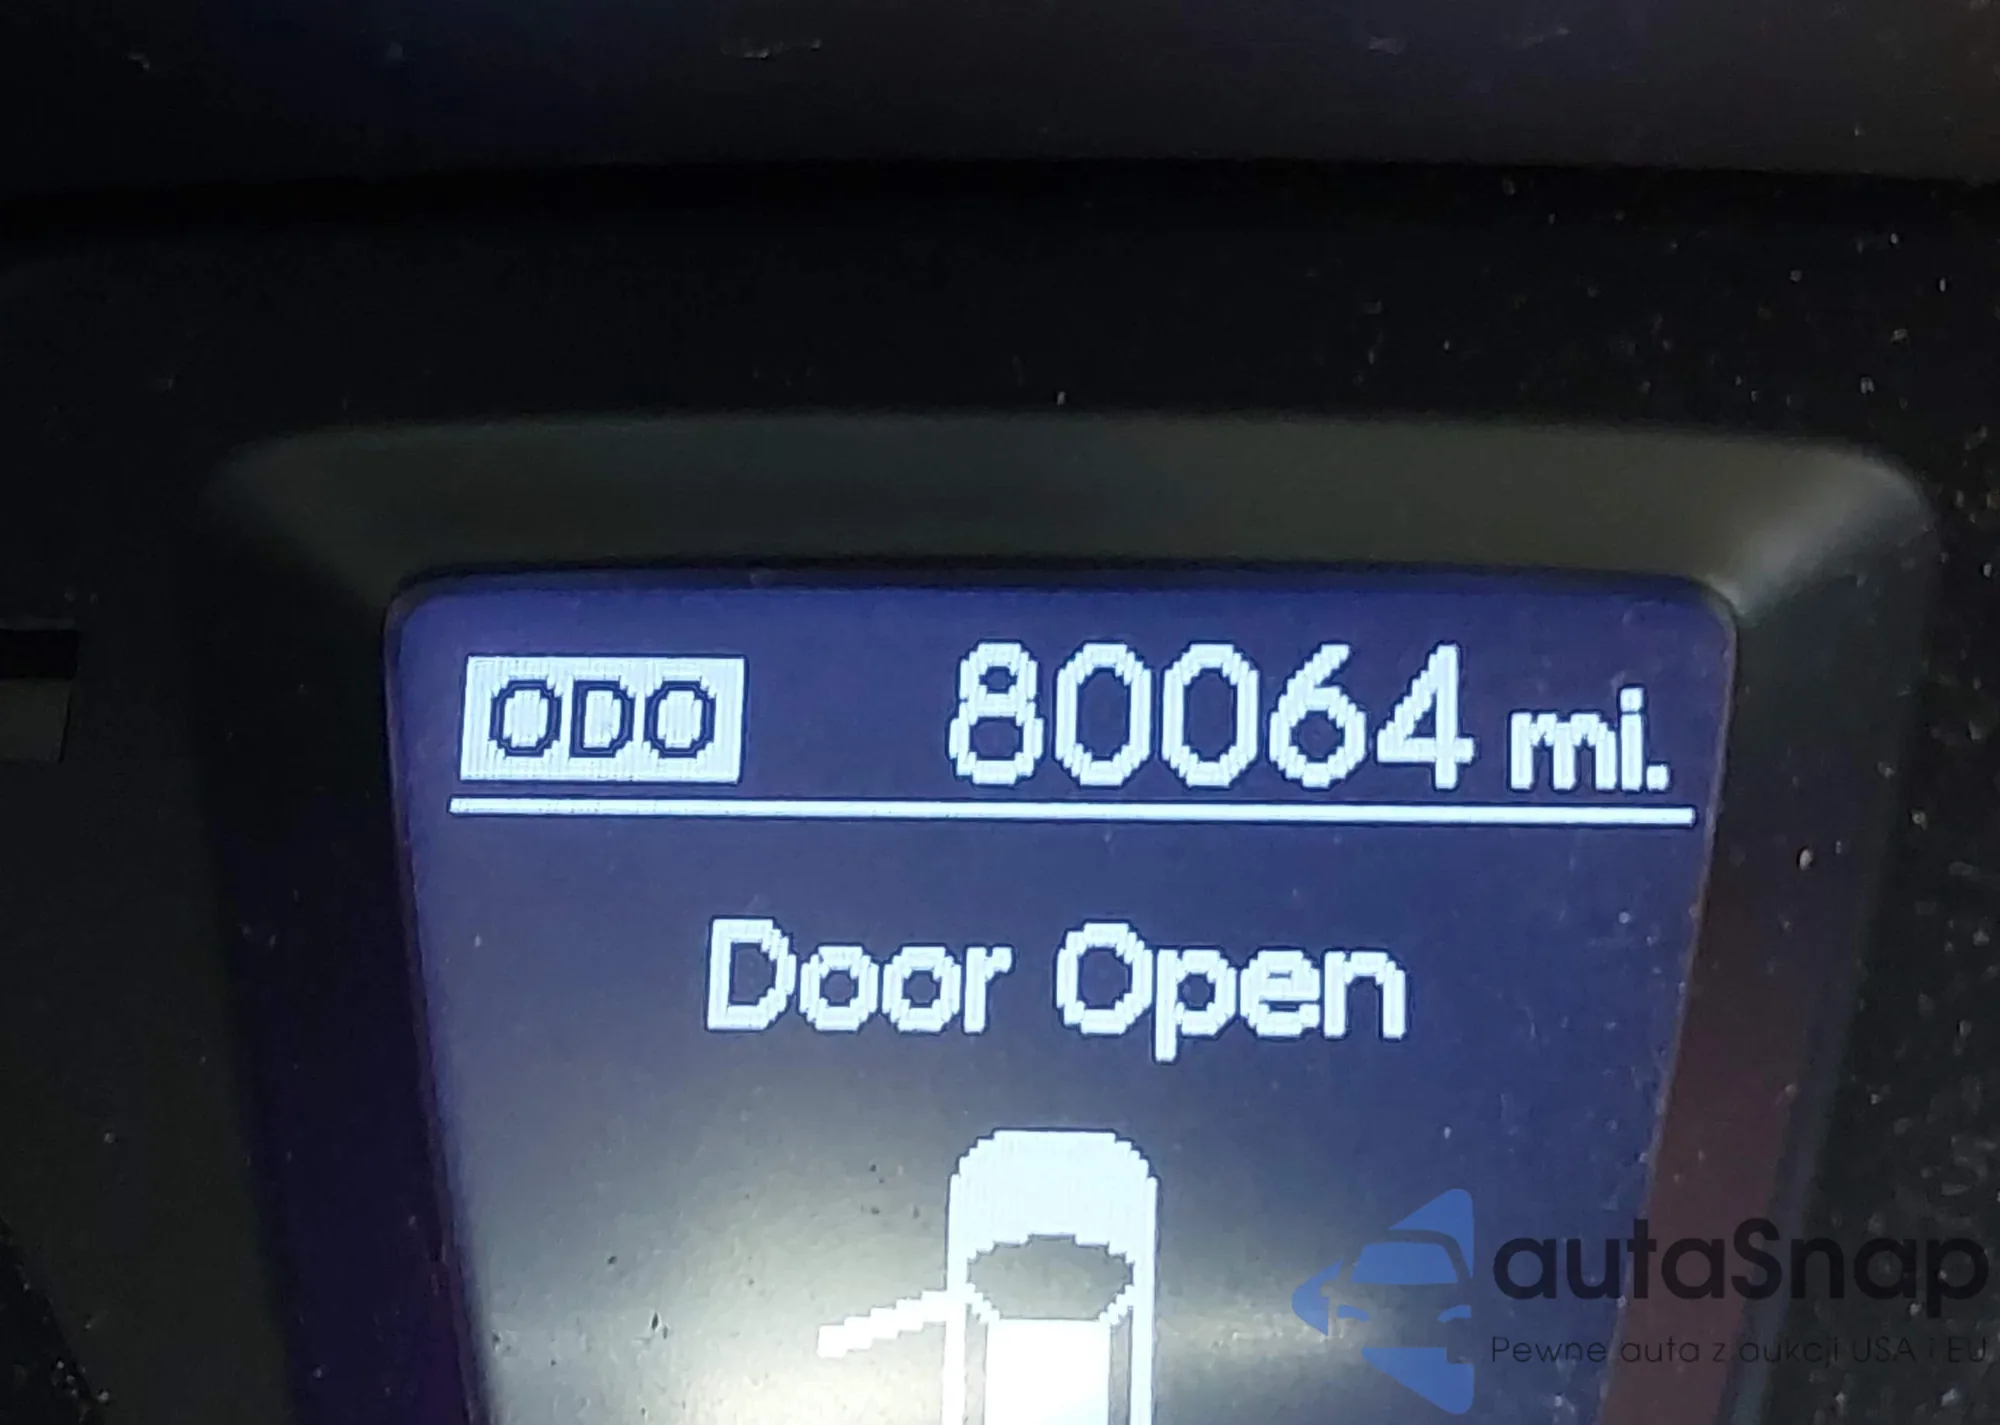 ODO 80064 mi.
Door Open
autaSnap
Pewne auta z aukcji USA i EU